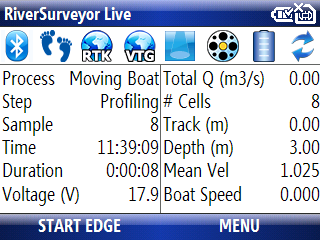 RiverSurveyor Live
RTK VTG
Process Moving Boat Total Q (m3/s) 0.00
Step Profiling # Cells 8
Sample 8 Track (m) 0.00
Time 11:39:09 Depth (m) 3.00
Duration 0:00:08 Mean Vel 1.025
Voltage (V) 17.9 Boat Speed 0.000
START EDGE MENU